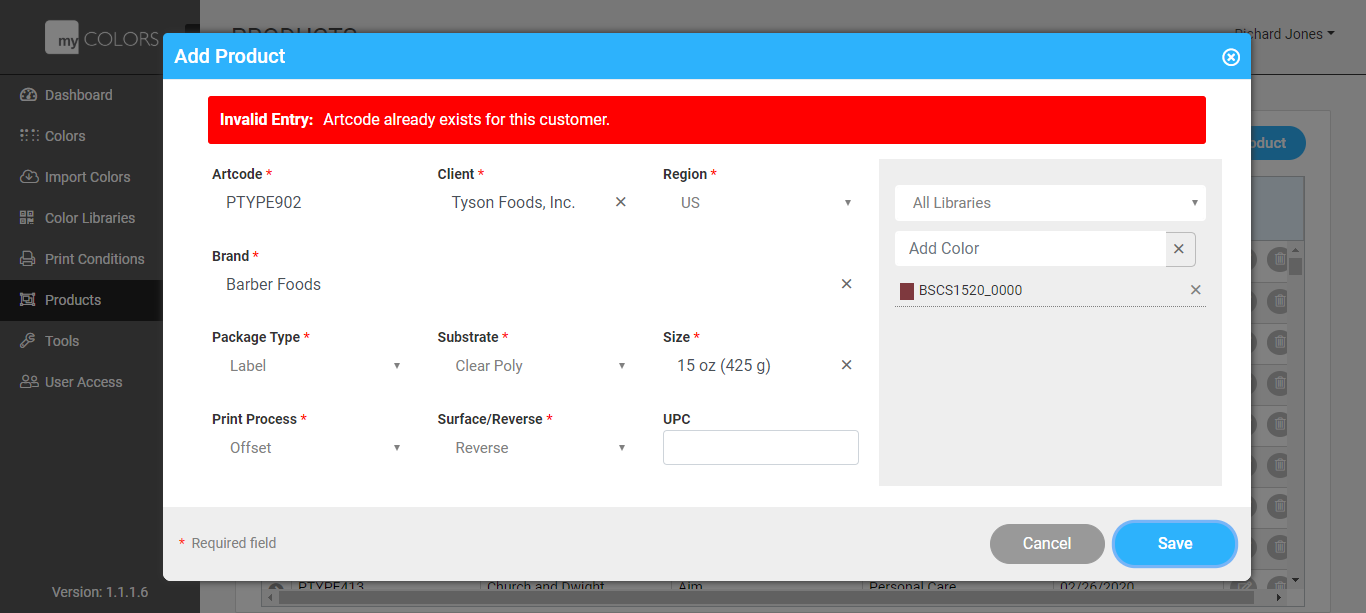 my COLORS
Richard Jones
Add Product
Dashboard
Colors
Import Colors
Color Libraries
Print Conditions
Products
Tools
User Access
Version: 1.1.1.6
Invalid Entry: Artcode already exists for this customer.
Artcode * Client * Region *
PTYPE902 Tyson Foods, Inc. US
Brand *
Barber Foods
Package Type * Substrate * Size *
Label Clear Poly 15 oz (425 g)
Print Process * Surface/Reverse * UPC
Offset Reverse
All Libraries
Add Color
BSCS1520_0000
* Required field
Cancel Save
PTYPE413 Church and Dwight Aim Personal Care 02/26/2020